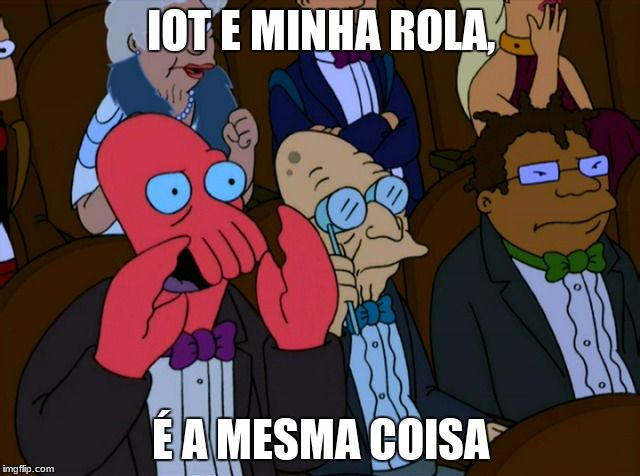 IOT E MINHA ROLA,
É A MESMA COISA
imgflip.com